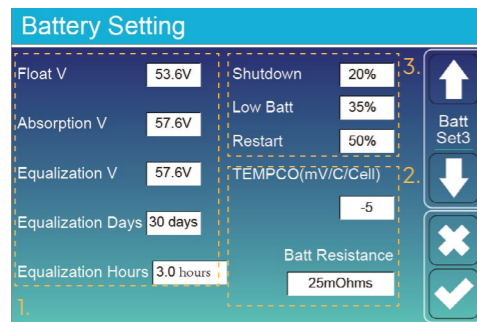 Battery Setting
Float V 53.6V
Absorption V 57.6V
Equalization V 57.6V
Equalization Days 30 days
Equalization Hours 3.0 hours
1.
Shutdown 20%
Low Batt 35%
Restart 50%
3.
TEMPCO(mV/C/Cell)
-5
2.
Batt Resistance
25mOhms
Batt
Set3